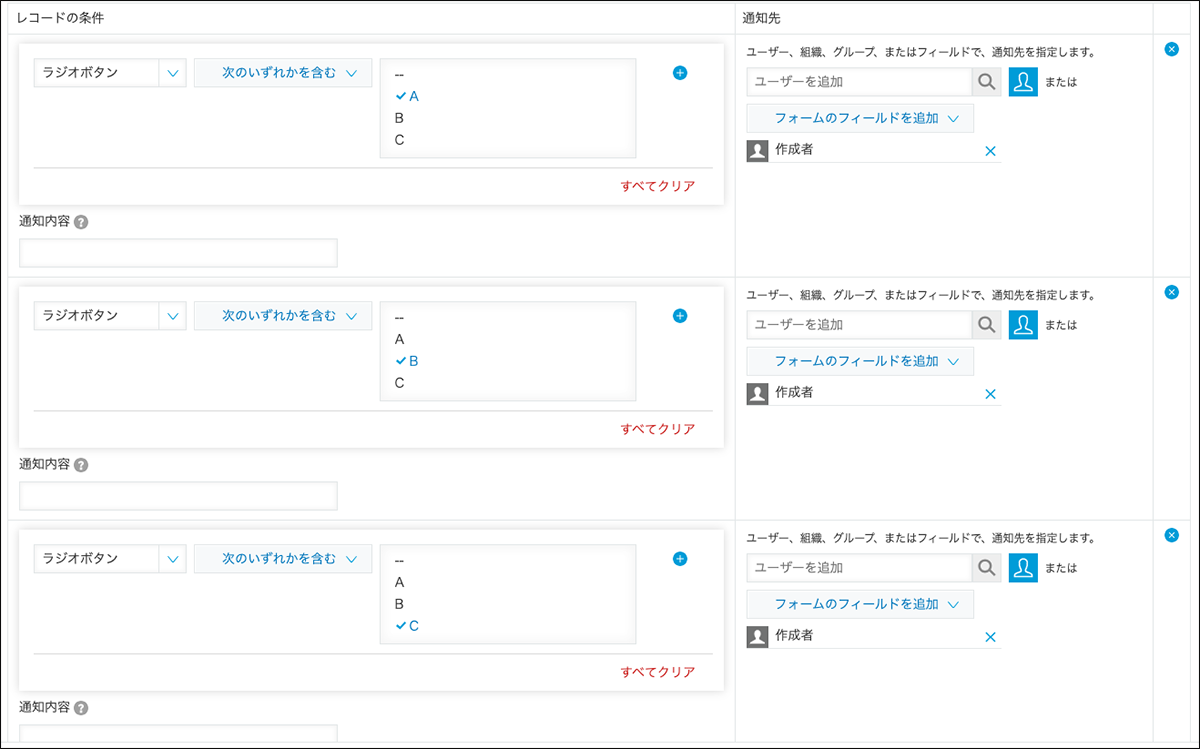 レコードの条件
通知先
ラジオボタン
次のいずれかを含む
--
A
B
C
すべてクリア
通知内容 ?
ユーザー、組織、グループ、またはフィールドで、通知先を指定します。
ユーザーを追加
または
フォームのフィールドを追加
作成者
ラジオボタン
次のいずれかを含む
--
A
B
C
すべてクリア
通知内容 ?
ユーザー、組織、グループ、またはフィールドで、通知先を指定します。
ユーザーを追加
または
フォームのフィールドを追加
作成者
ラジオボタン
次のいずれかを含む
--
A
B
C
すべてクリア
通知内容 ?
ユーザー、組織、グループ、またはフィールドで、通知先を指定します。
ユーザーを追加
または
フォームのフィールドを追加
作成者